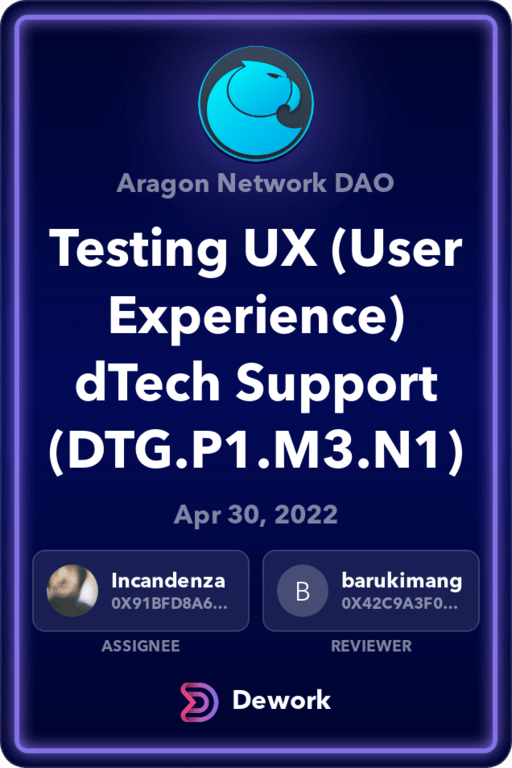 Aragon Network DAO
Testing UX (User
Experience)
dTech Support
(DTG.P1.M3.N1)
Apr 30, 2022
Incandenza
0X91BFD8A6...
B
barukimang
0X42C9A3F0...
ASSIGNEE
REVIEWER
Dework